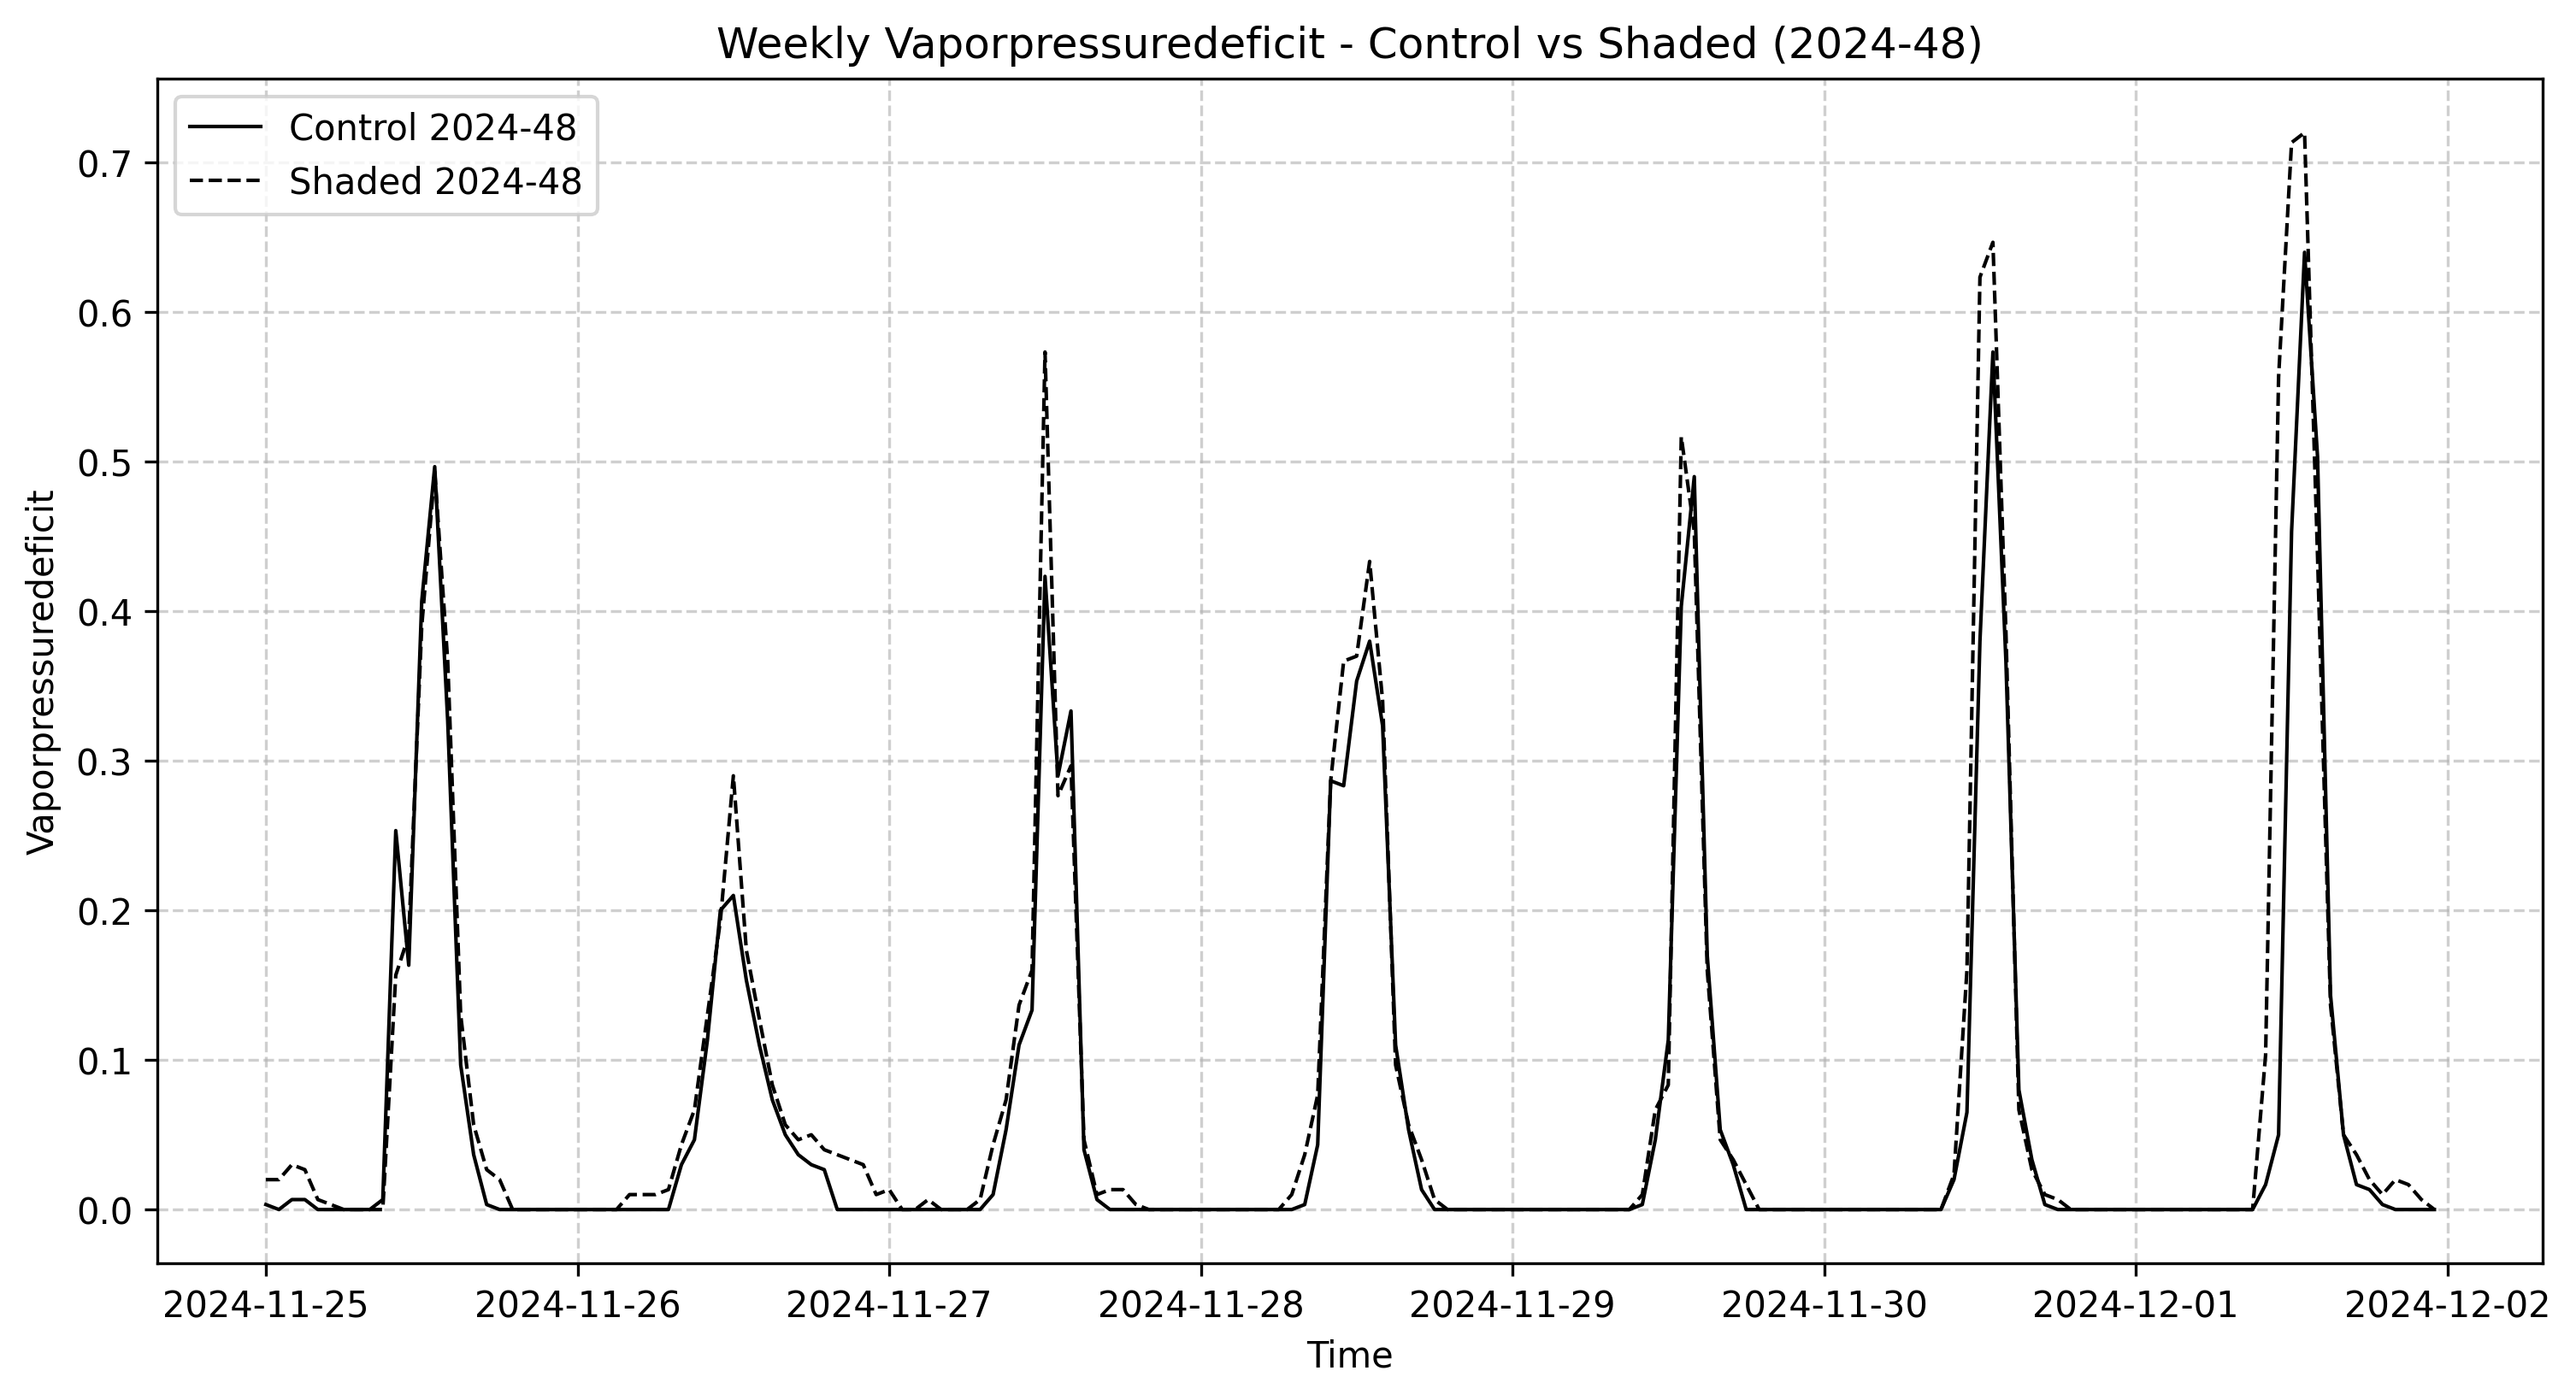 Weekly Vaporpressuredeficit - Control vs Shaded (2024-48)
Control 2024-48
Shaded 2024-48
Vaporpressuredeficit
0.7
0.6
0.5
0.4
0.3
0.2
0.1
0.0
2024-11-25 2024-11-26 2024-11-27 2024-11-28 2024-11-29 2024-11-30 2024-12-01 2024-12-02
Time